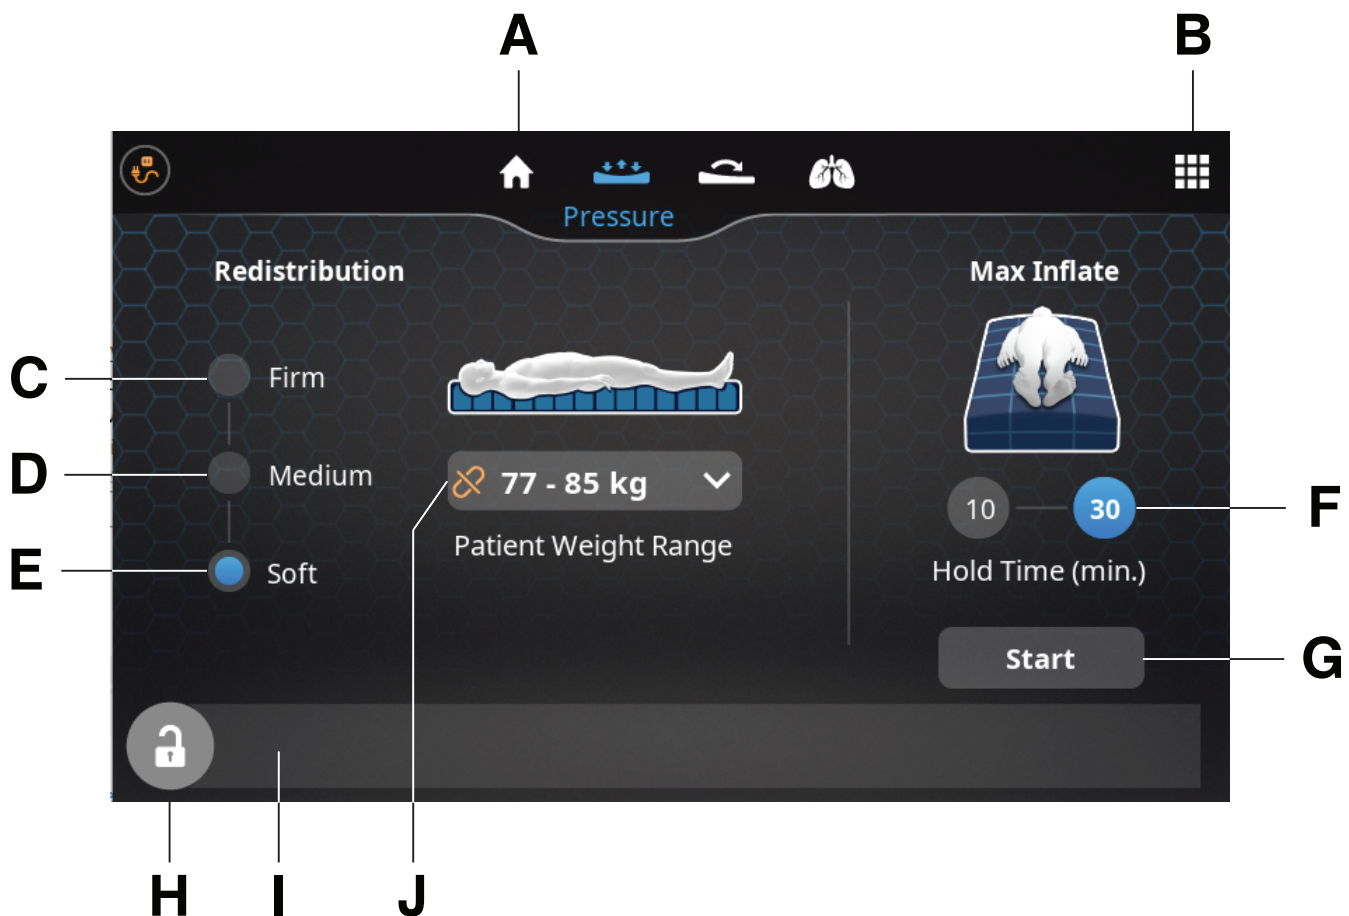 A
B
Pressure
Redistribution
Max Inflate
C
Firm
D
Medium
77 - 85 kg
10
30
F
Patient Weight Range
E
Soft
Hold Time (min.)
Start
G
H
I
J